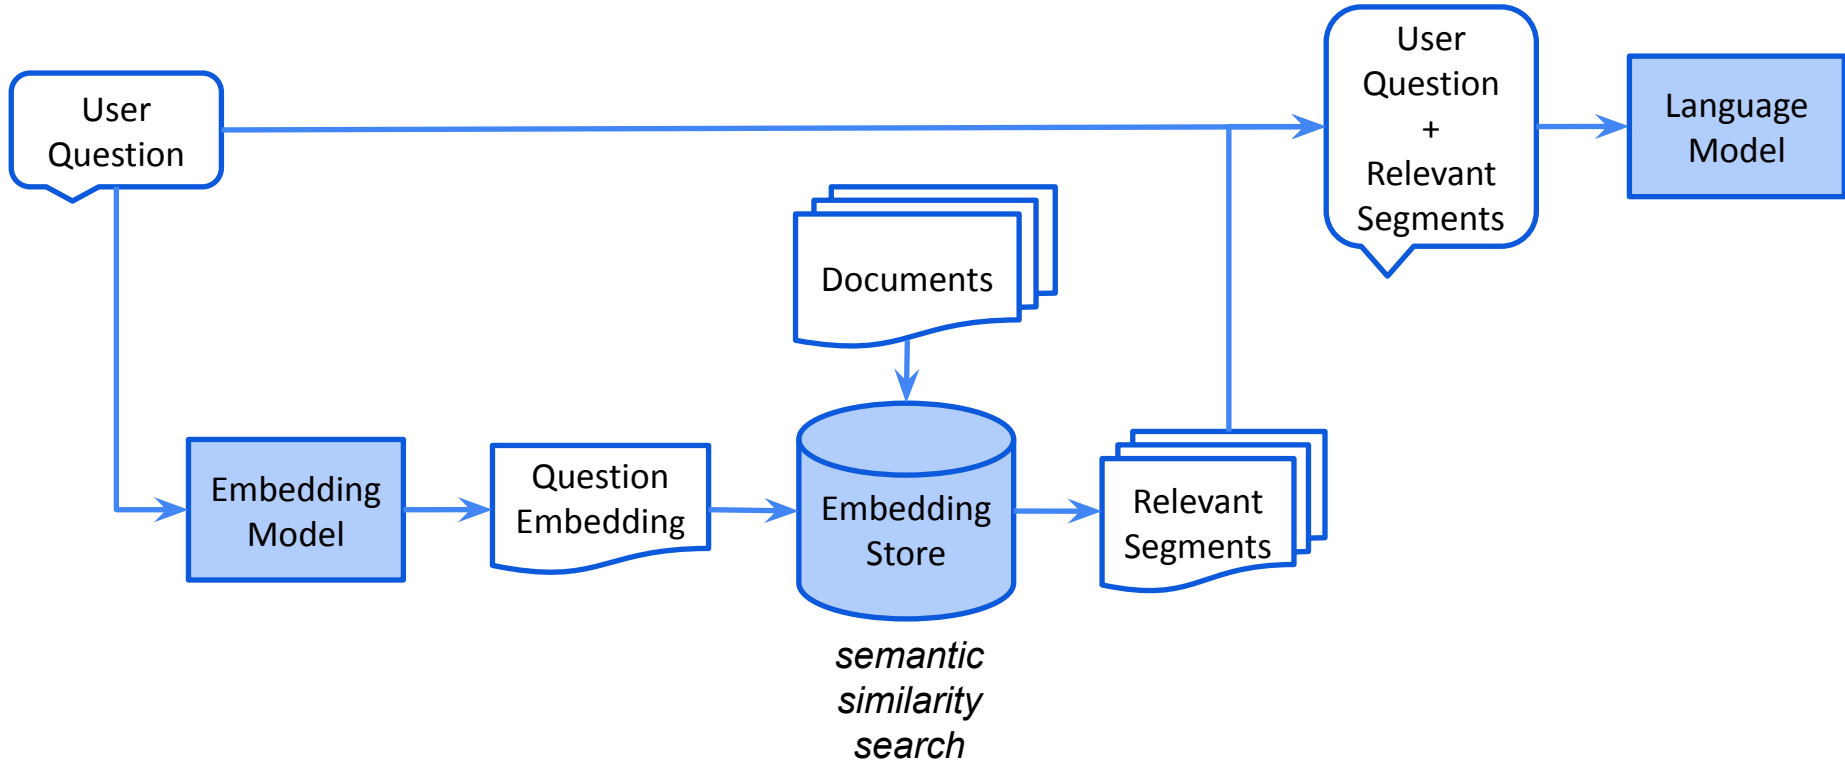 User
Question
User
Question
+
Relevant
Segments
Language
Model
Documents
Embedding
Model
Question
Embedding
Embedding
Store
Relevant
Segments
semantic
similarity
search